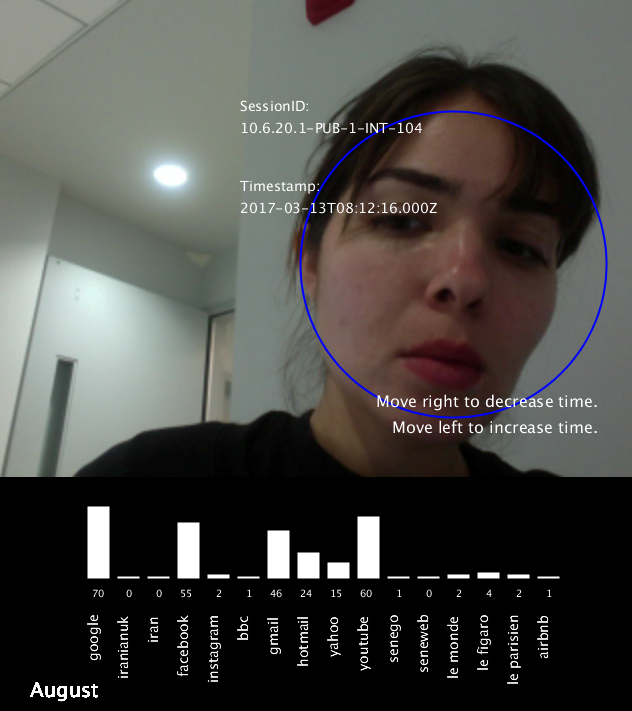 SessionID:
10.6.20.1-PUB-1-INT-104
Timestamp:
2017-03-13T08:12:16.000Z
Move right to decrease time.
Move left to increase time.
70 0 0 55 2 1 46 24 15 60 1 0 2 4 2 1
google
iranianuk
iran
facebook
instagram
bbc
gmail
hotmail
yahoo
youtube
senego
seneweb
le monde
le figaro
le parisien
airbnb
August